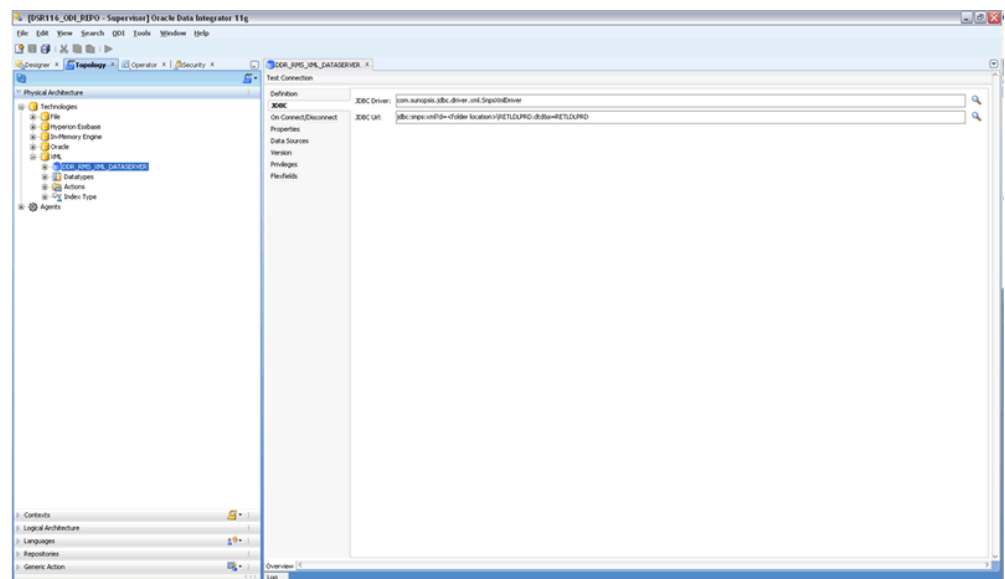 [DSR116_ODI_REPO - Supervisor] Oracle Data Integrator 11g
File Edit View Search ODI Tools Window Help
Designer Topology Operator Security
Physical Architecture
Technologies
File
Hyperion Essbase
In-Memory Engine
Oracle
XML
DDR_RMS_XML_DATASERVER
Datatypes
Actions
Index Type
Agents
Contexts
Logical Architecture
Languages
Repositories
Generic Action
DDR_RMS_XML_DATASERVER
Test Connection
Definition
JDBC
On Connect/Disconnect
Properties
Data Sources
Version
Privileges
Flexfields
JDBC Driver: com.sunopsis.jdbc.driver.xml.SnpsXmlDriver
JDBC Url: jdbc:snps:xml?d=<folder location>\RETLDLPRD.dtd&s=RETLDLPRD
Overview
Log